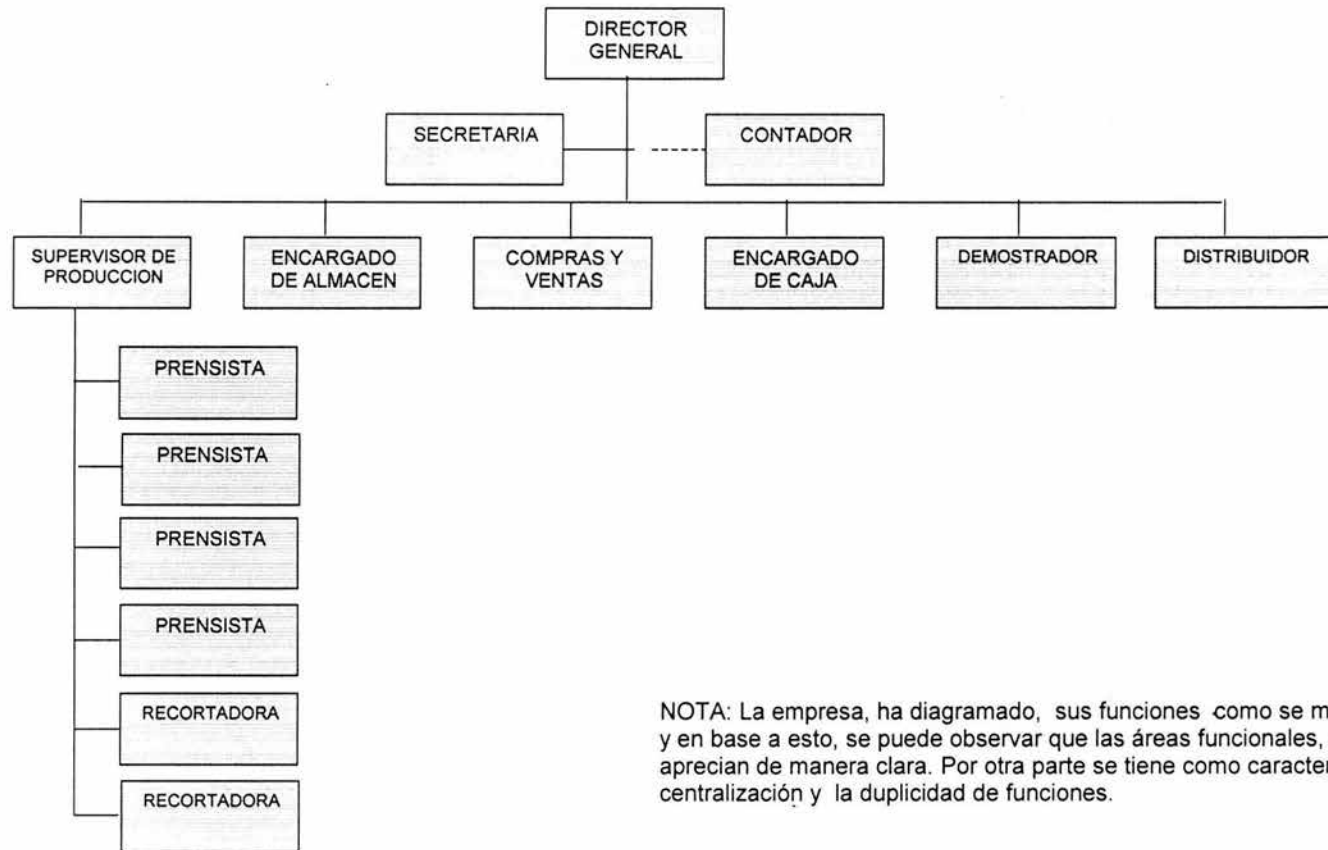 DIRECTOR
GENERAL
SECRETARIA
CONTADOR
SUPERVISOR DE
PRODUCCION
ENCARGADO
DE ALMACEN
COMPRAS Y
VENTAS
ENCARGADO
DE CAJA
DEMOSTRADOR
DISTRIBUIDOR
PRENSISTA
PRENSISTA
PRENSISTA
PRENSISTA
RECORTADORA
RECORTADORA
NOTA: La empresa, ha diagramado, sus funciones como se m
y en base a esto, se puede observar que las áreas funcionales,
aprecian de manera clara. Por otra parte se tiene como caracter
centralización y la duplicidad de funciones.